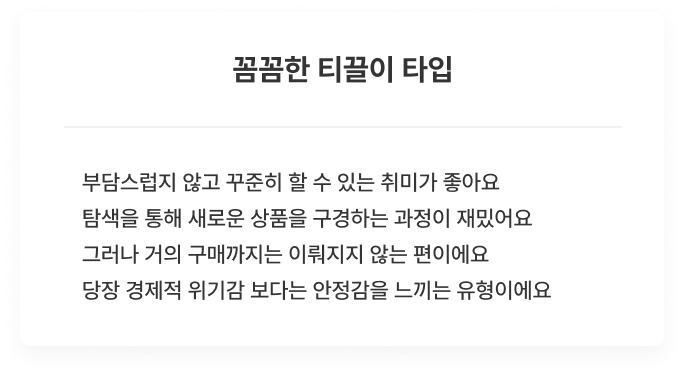 꼼꼼한 티끌이 타입
부담스럽지 않고 꾸준히 할 수 있는 취미가 좋아요
탐색을 통해 새로운 상품을 구경하는 과정이 재밌어요
그러나 거의 구매까지는 이뤄지지 않는 편이에요
당장 경제적 위기감 보다는 안정감을 느끼는 유형이에요